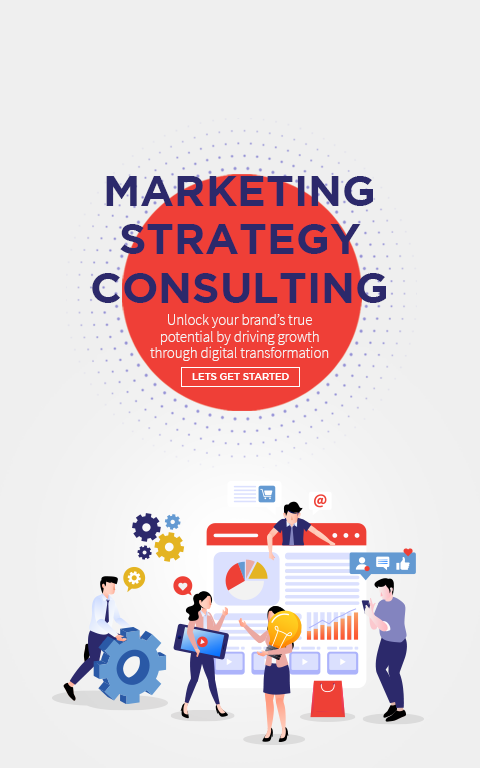 MARKETING
STRATEGY
CONSULTING
Unlock your brand's true
potential by driving growth
through digital transformation
LETS GET STARTED
@